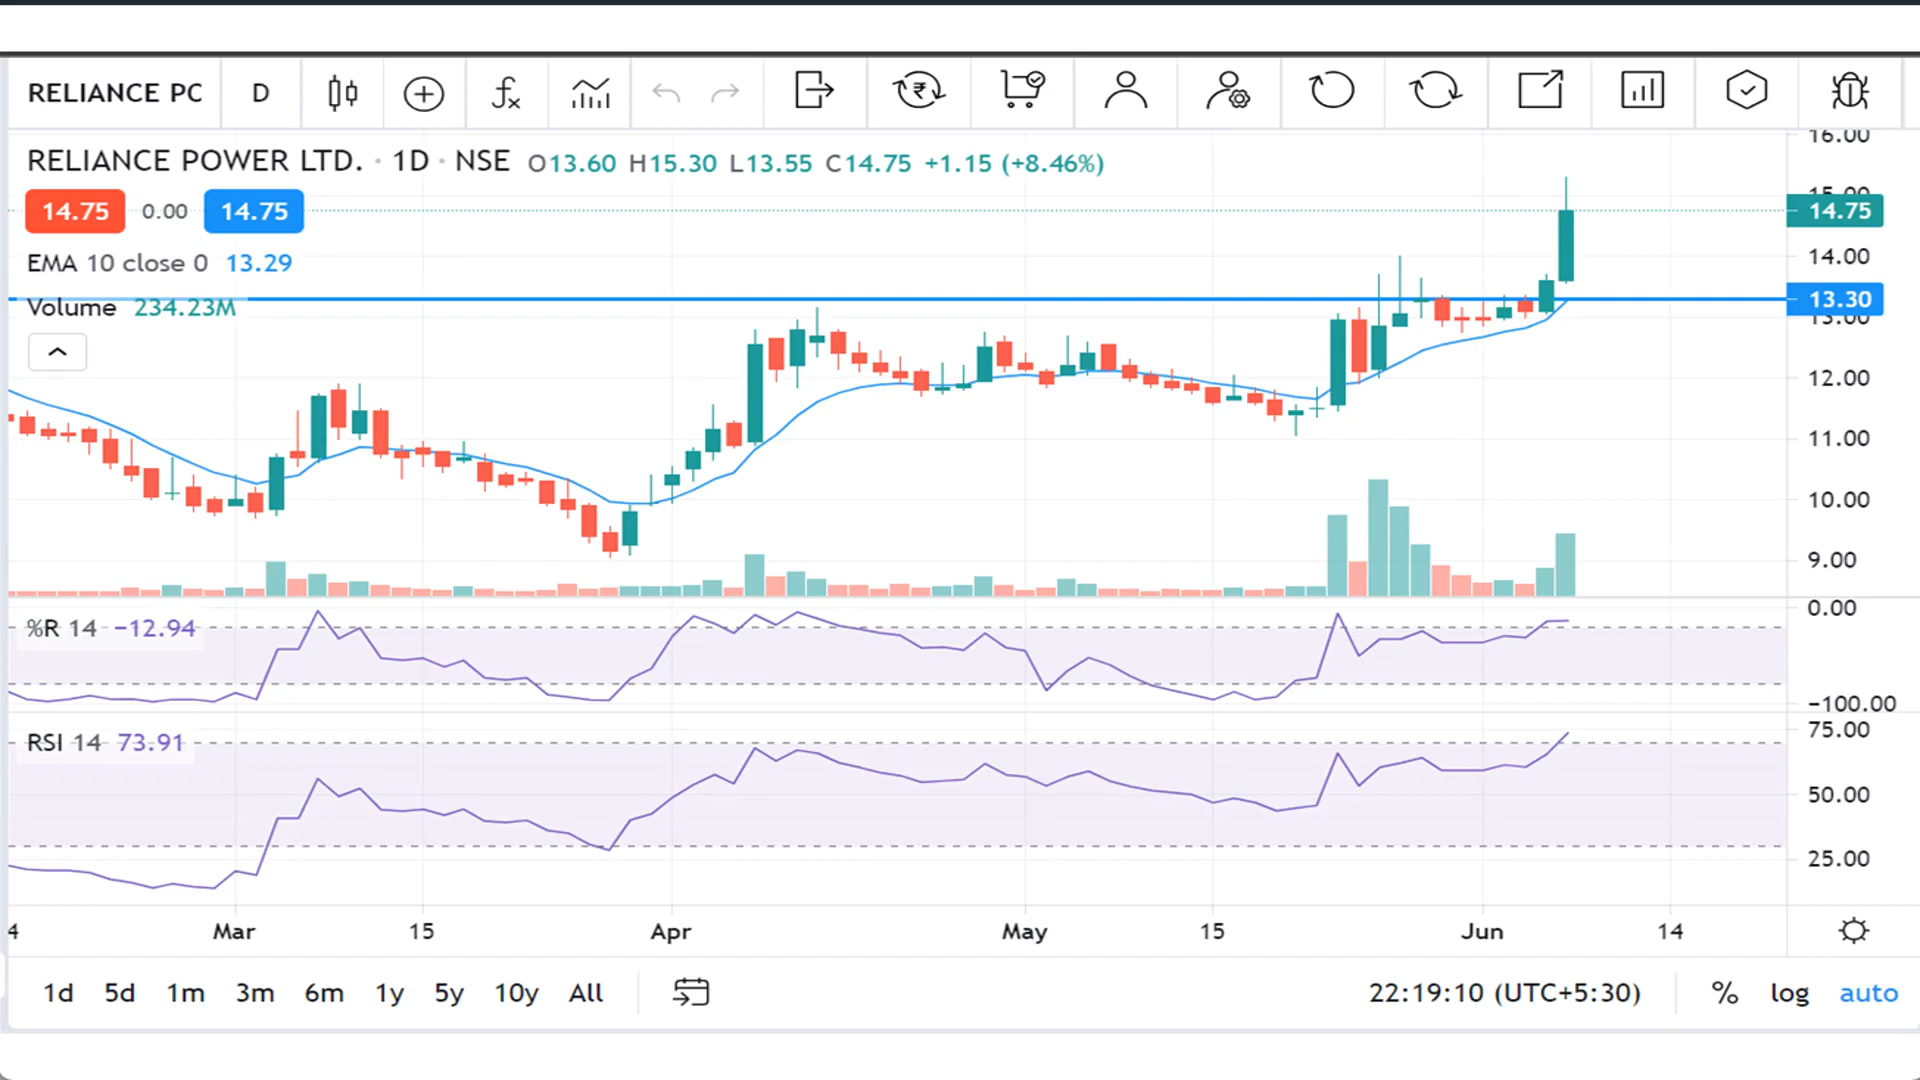 RELIANCE PC D
RELIANCE POWER LTD. · 1D · NSE O13.60 H15.30 L13.55 C14.75 +1.15 (+8.46%)
14.75 0.00 14.75
EMA 10 close 0 13.29
Volume 234.23M
16.00
15.00
14.75
14.00
13.30
13.00
12.00
11.00
10.00
9.00
%R 14 −12.94
0.00
−100.00
RSI 14 73.91
75.00
50.00
25.00
4 Mar 15 Apr May 15 Jun 14
1d 5d 1m 3m 6m 1y 5y 10y All 22:19:10 (UTC+5:30) % log auto